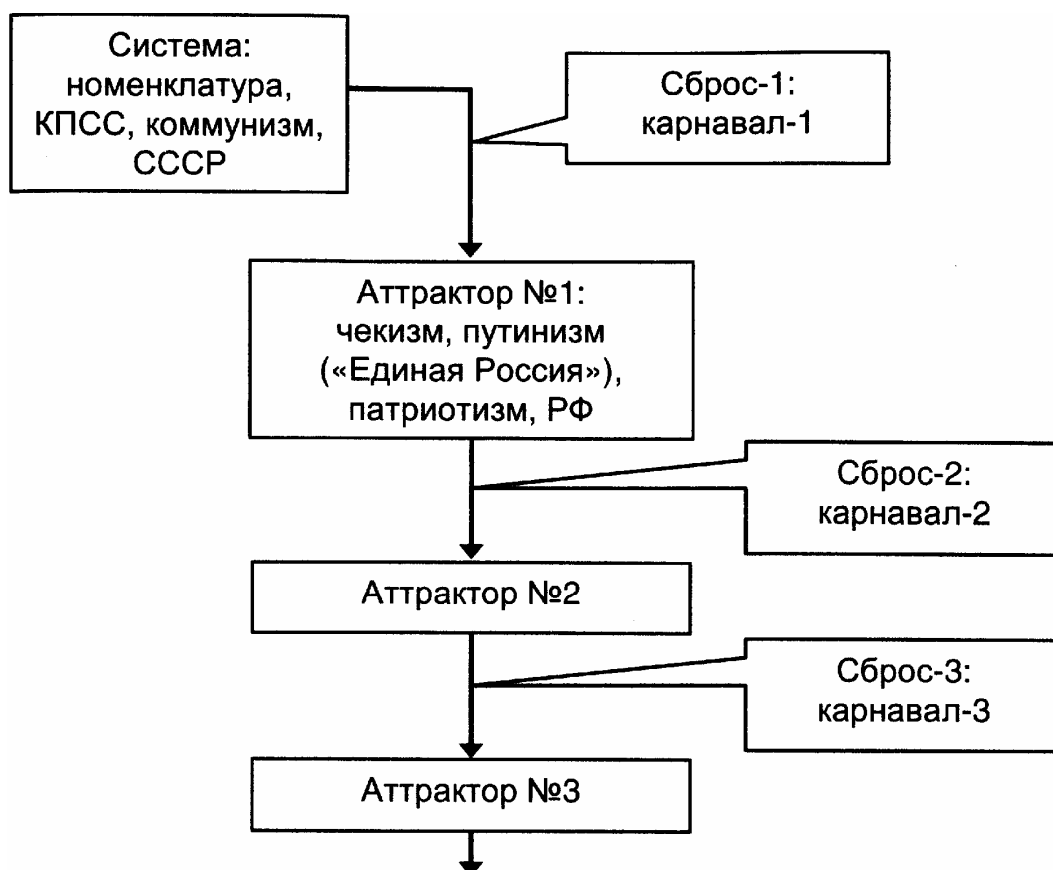 Система:
номенклатура,
КПСС, коммунизм,
СССР
Сброс-1:
карнавал-1
Аттрактор №1:
чекизм, путинизм
(«Единая Россия»),
патриотизм, РФ
Сброс-2:
карнавал-2
Аттрактор №2
Сброс-3:
карнавал-3
Аттрактор №3